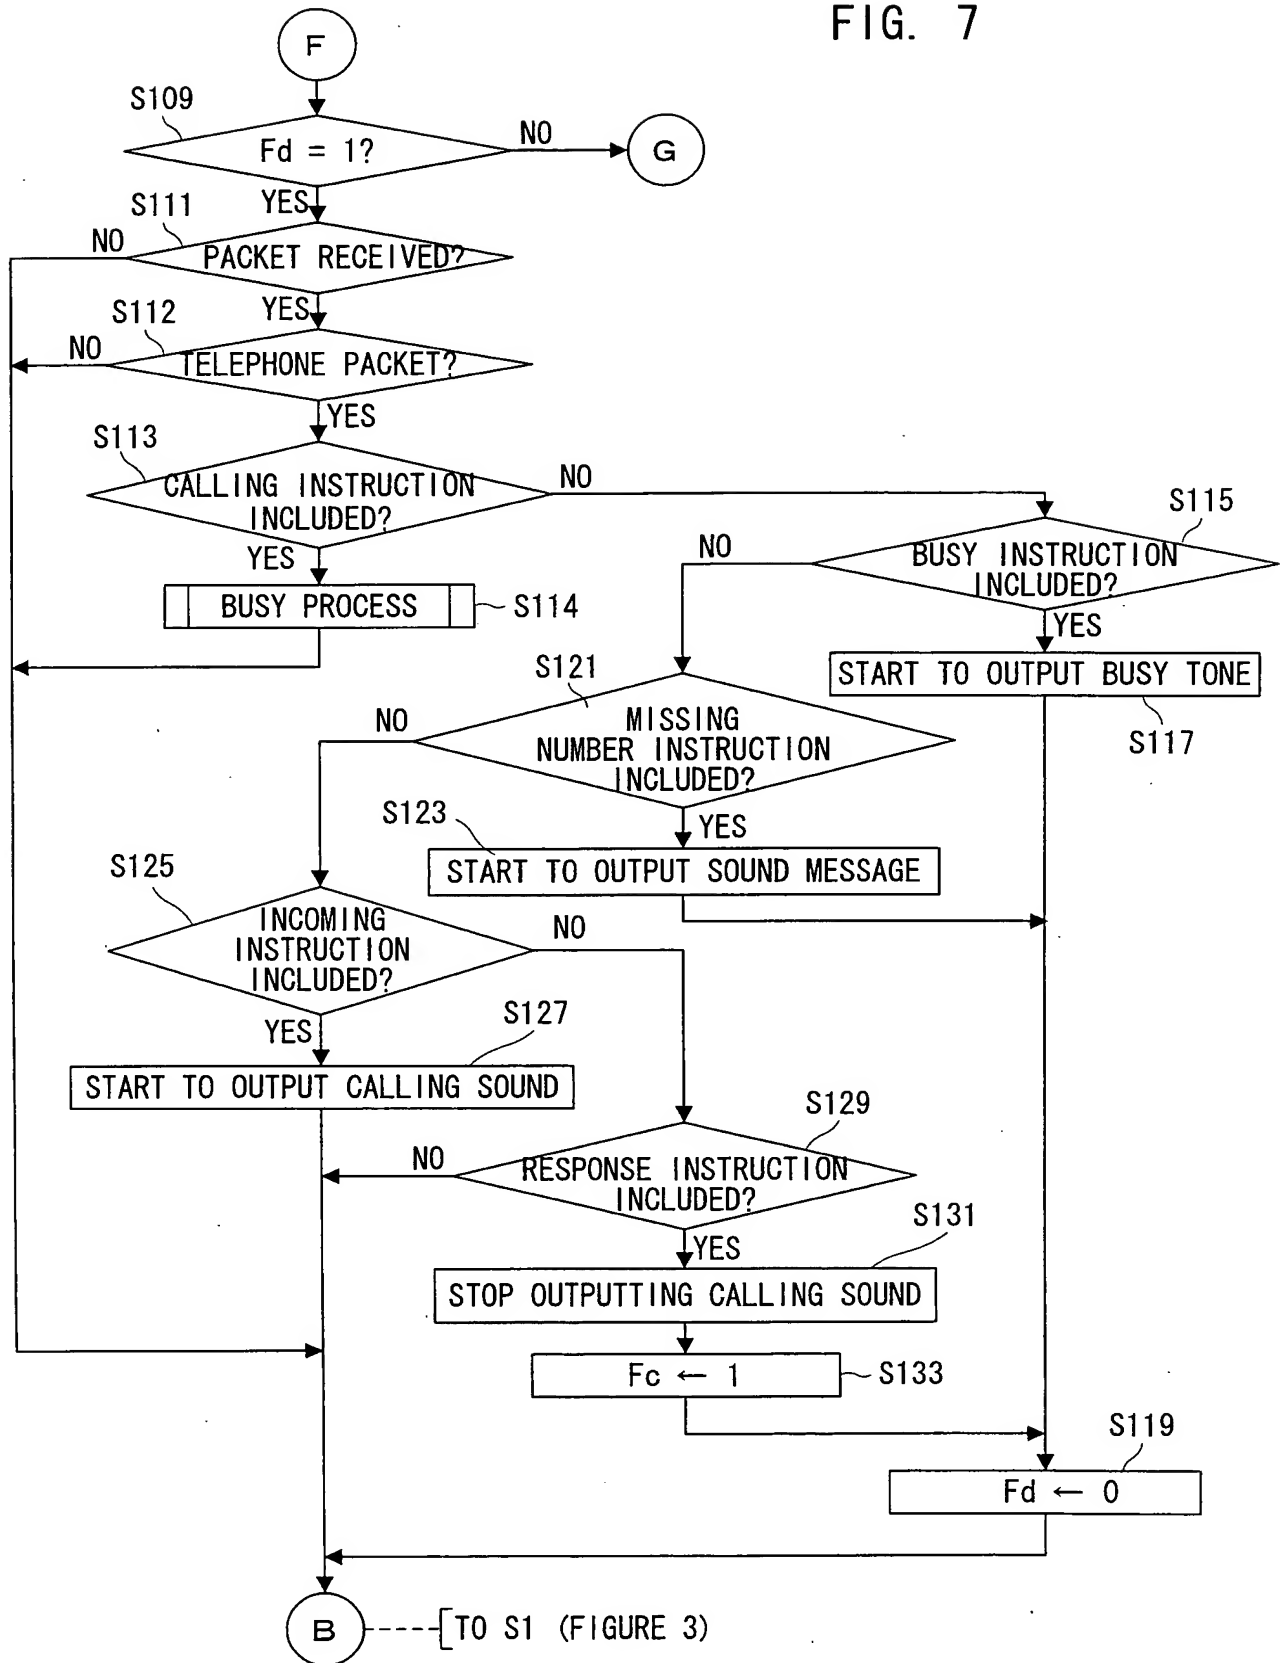 FIG. 7
F
S109
Fd = 1?
NO
G
YES
S111
NO
PACKET RECEIVED?
YES
S112
NO
TELEPHONE PACKET?
YES
S113
CALLING INSTRUCTION
INCLUDED?
NO
YES
S115
BUSY INSTRUCTION
INCLUDED?
NO
YES
BUSY PROCESS
S114
START TO OUTPUT BUSY TONE
S117
S121
MISSING
NUMBER INSTRUCTION
INCLUDED?
NO
YES
S123
START TO OUTPUT SOUND MESSAGE
S125
INCOMING
INSTRUCTION
INCLUDED?
NO
YES
S127
START TO OUTPUT CALLING SOUND
S129
NO
RESPONSE INSTRUCTION
INCLUDED?
YES
S131
STOP OUTPUTTING CALLING SOUND
Fc ← 1
S133
S119
Fd ← 0
B
TO S1 (FIGURE 3)